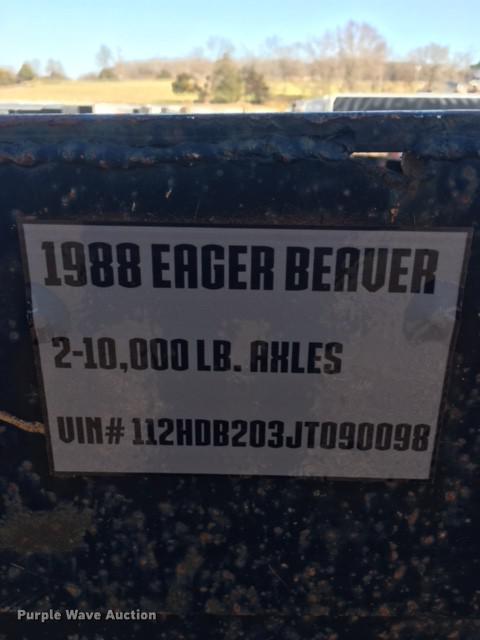 1988 EAGER BEAVER
2-10,000 LB. AXLES
VIN# 112HDB203JT090098
Purple Wave Auction